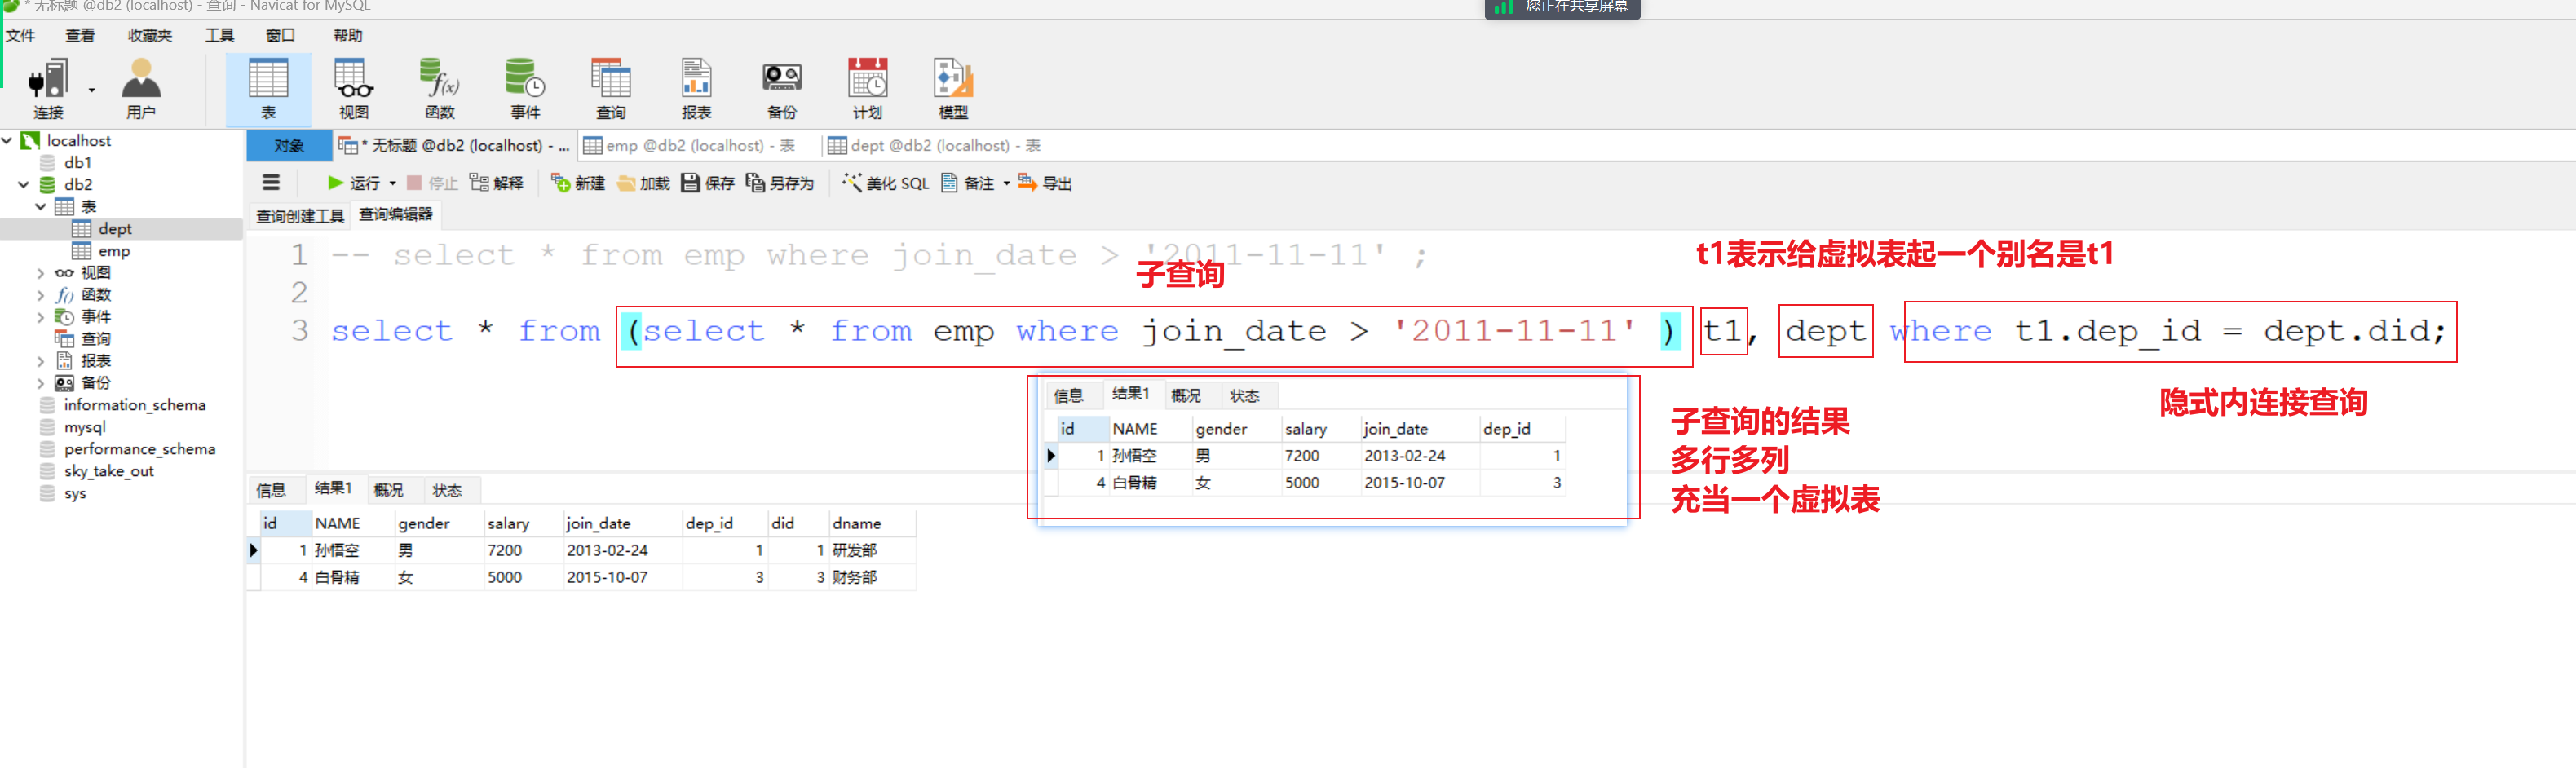 * 无标题 @db2 (localhost) - 查询 - Navicat for MySQL
您正在共享屏幕
文件 查看 收藏夹 工具 窗口 帮助
连接 用户 表 视图 函数 事件 查询 报表 备份 计划 模型
localhost
db1
db2
表
dept
emp
视图
函数
事件
查询
报表
备份
information_schema
mysql
performance_schema
sky_take_out
sys
对象 * 无标题 @db2 (localhost) - ... emp @db2 (localhost) - 表 dept @db2 (localhost) - 表
运行 停止 解释 新建 加载 保存 另存为 美化 SQL 备注 导出
查询创建工具 查询编辑器
1 -- select * from emp where join_date > '2011-11-11' ;
子查询
t1表示给虚拟表起一个别名是t1
2
3 select * from (select * from emp where join_date > '2011-11-11' ) t1, dept where t1.dep_id = dept.did;
隐式内连接查询
信息 结果1 概况 状态
id NAME gender salary join_date dep_id
1 孙悟空 男 7200 2013-02-24 1
4 白骨精 女 5000 2015-10-07 3
子查询的结果
多行多列
充当一个虚拟表
信息 结果1 概况 状态
id NAME gender salary join_date dep_id did dname
1 孙悟空 男 7200 2013-02-24 1 1 研发部
4 白骨精 女 5000 2015-10-07 3 3 财务部